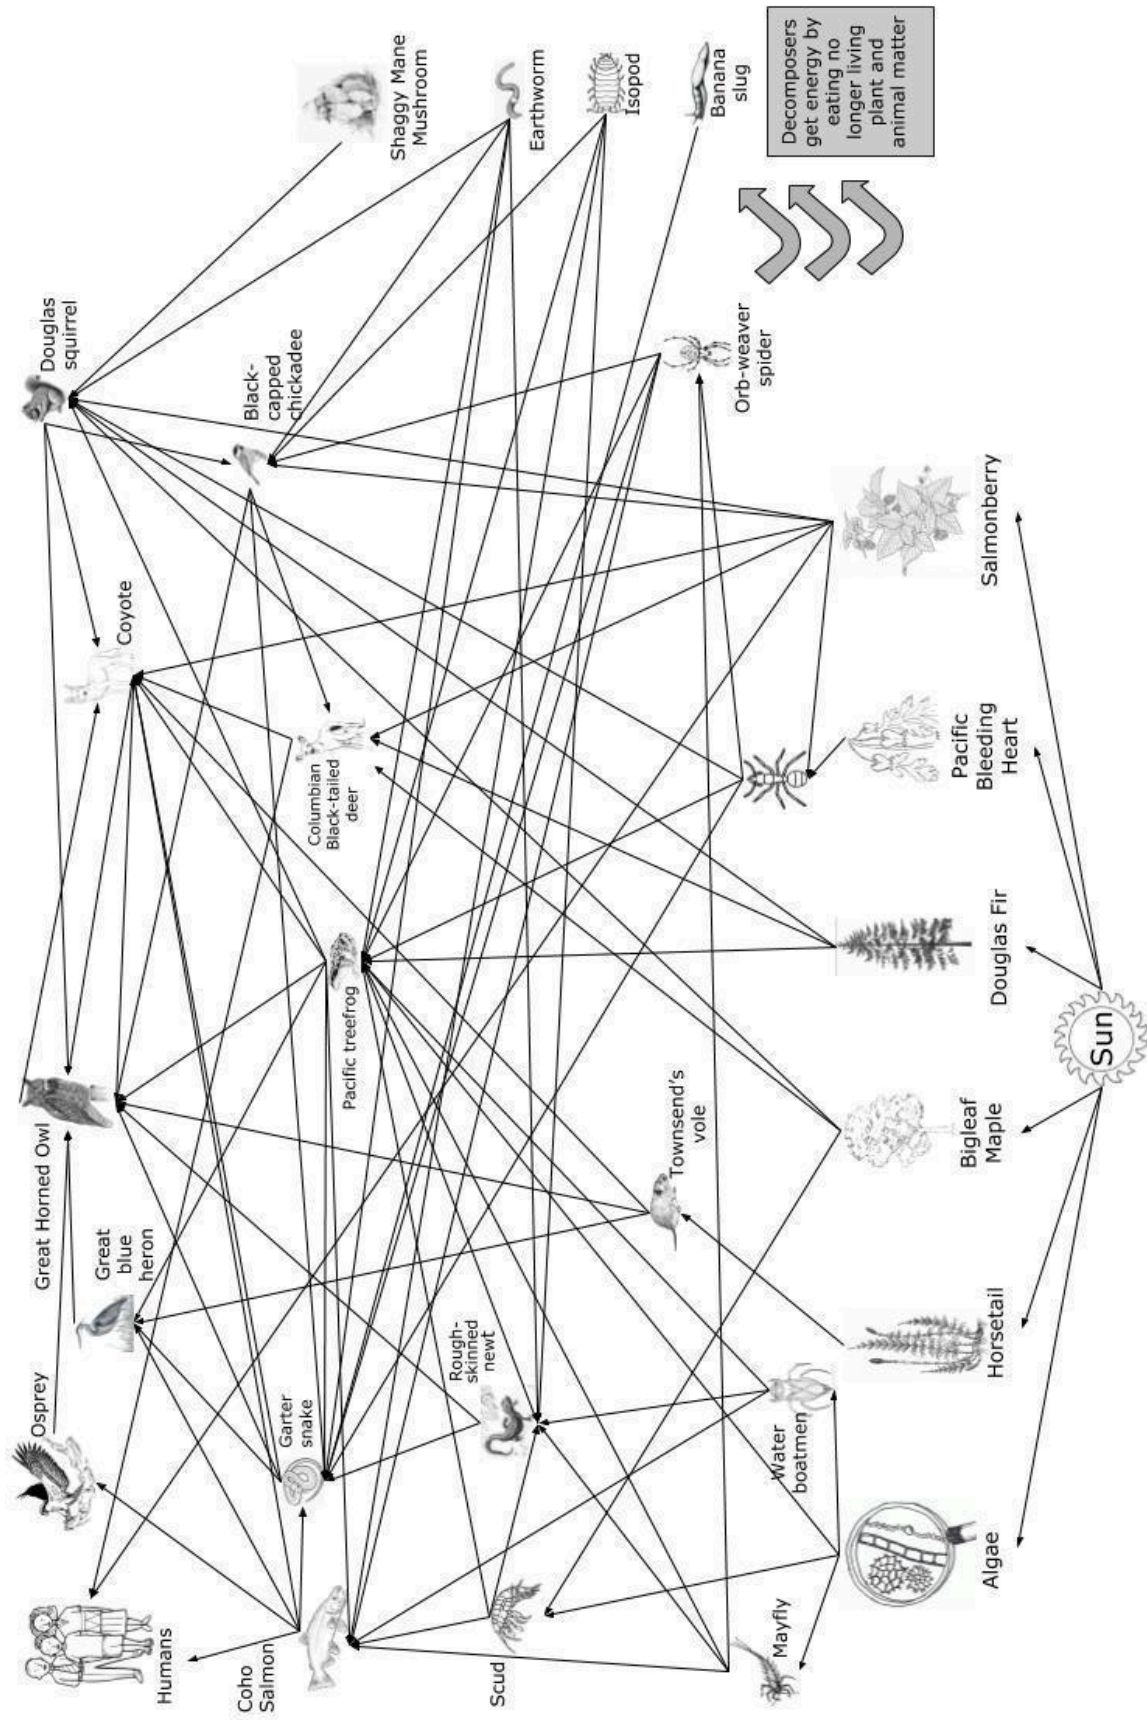 Humans
Osprey
Great Horned Owl
Great
blue
heron
Coyote
Douglas
squirrel
Coho
Salmon
Garter
snake
Pacific treefrog
Columbian
Black-tailed
deer
Black-
capped
chickadee
Shaggy Mane
Mushroom
Scud
Rough-
skinned
newt
Earthworm
Isopod
Townsend's
vole
Orb-weaver
spider
Banana
slug
Mayfly
Water
boatmen
Decomposers
get energy by
eating no
longer living
plant and
animal matter
Algae
Horsetail
Bigleaf
Maple
Douglas Fir
Pacific
Bleeding
Heart
Salmonberry
Sun